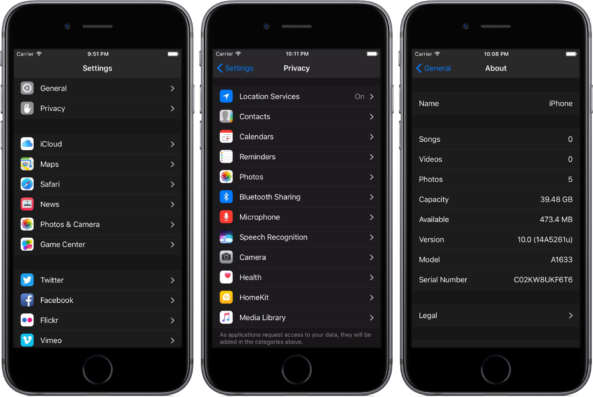 Carrier 9:51 PM
Settings
General
Privacy
iCloud
Maps
Safari
News
Photos & Camera
Game Center
Twitter
Facebook
Flickr
Vimeo
Carrier 10:11 PM
Settings Privacy
Location Services On
Contacts
Calendars
Reminders
Photos
Bluetooth Sharing
Microphone
Speech Recognition
Camera
Health
HomeKit
Media Library
As applications request access to your data, they will be
added in the categories above.
Carrier 10:08 PM
General About
Name iPhone
Songs 0
Videos 0
Photos 5
Capacity 39.48 GB
Available 473.4 MB
Version 10.0 (14A5261u)
Model A1633
Serial Number C02KW8UKF6T6
Legal